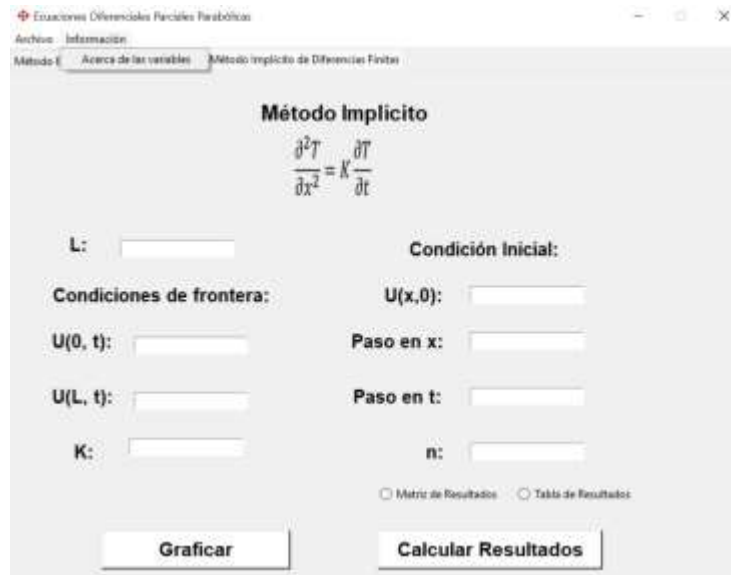 Ecuaciones Diferenciales Parciales Parabólicas
Archivo Información
Método Acerca de las variables Método Implícito de Diferencias Finitas
Método Implicito
∂²T/∂x² = K ∂T/∂t
L:
Condición Inicial:
Condiciones de frontera:
U(x,0):
U(0, t):
Paso en x:
U(L, t):
Paso en t:
K:
n:
Matriz de Resultados Tabla de Resultados
Graficar
Calcular Resultados